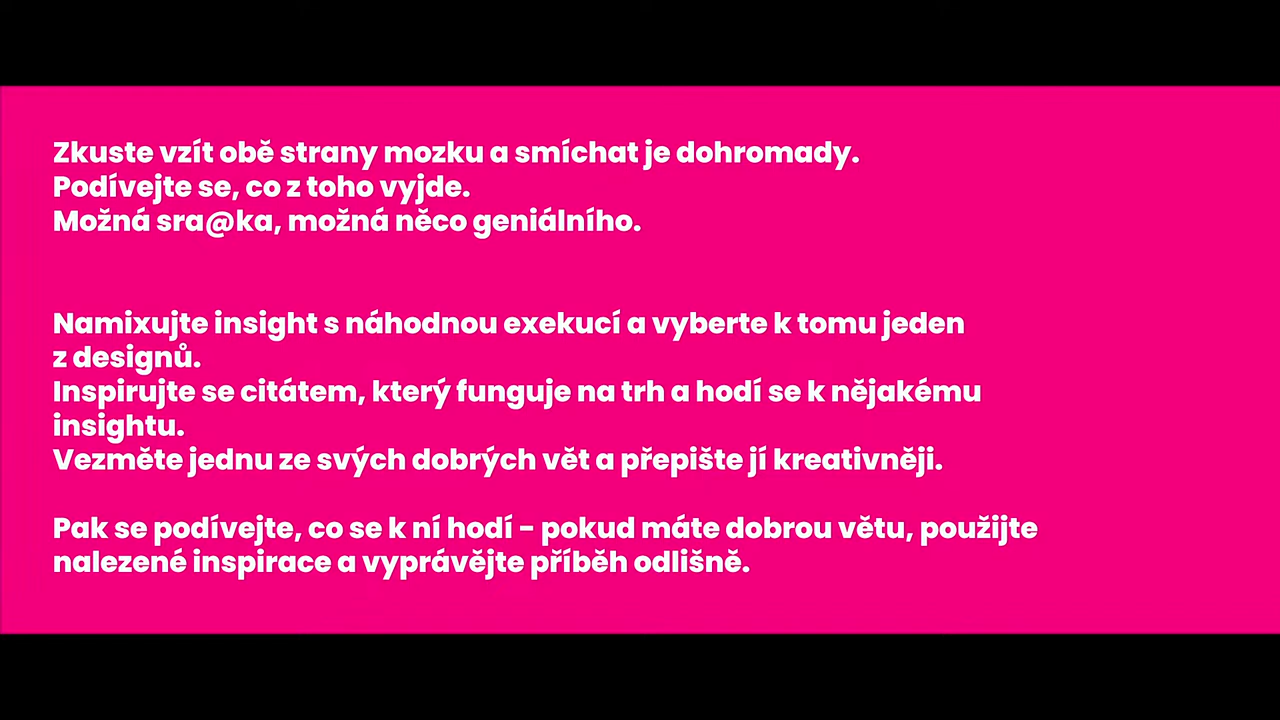 Zkuste vzít obě strany mozku a smíchat je dohromady.
Podívejte se, co z toho vyjde.
Možná sra@ka, možná něco geniálního.
Namixujte insight s náhodnou exekucí a vyberte k tomu jeden
z designů.
Inspirujte se citátem, který funguje na trh a hodí se k nějakému
insightu.
Vezměte jednu ze svých dobrých vět a přepište jí kreativněji.
Pak se podívejte, co se k ní hodí – pokud máte dobrou větu, použijte
nalezené inspirace a vyprávějte příběh odlišně.